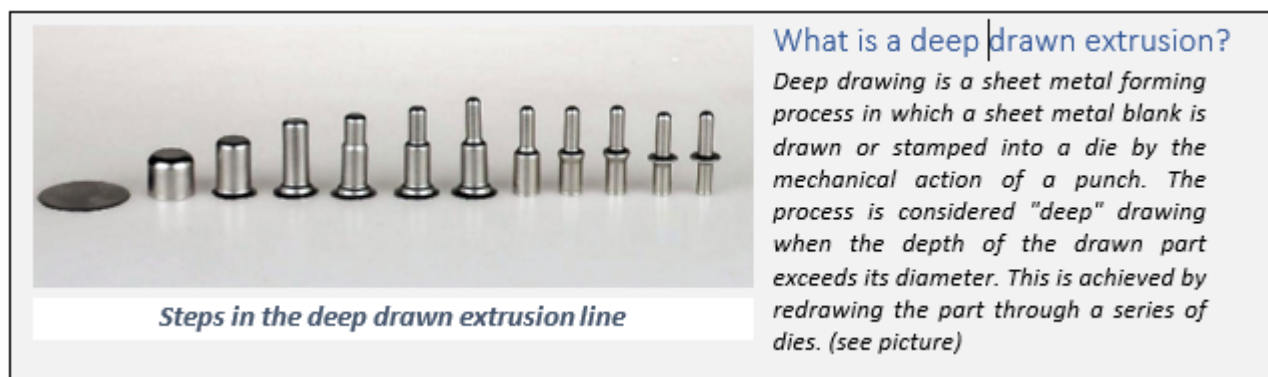 What is a deep drawn extrusion?
Deep drawing is a sheet metal forming
process in which a sheet metal blank is
drawn or stamped into a die by the
mechanical action of a punch. The
process is considered "deep" drawing
when the depth of the drawn part
exceeds its diameter. This is achieved by
redrawing the part through a series of
dies. (see picture)
Steps in the deep drawn extrusion line